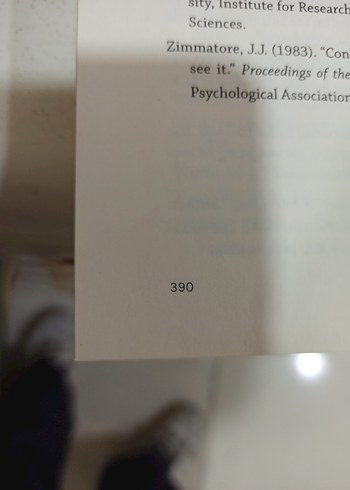 sity, Institute for Research
Sciences.
Zimmatore, J.J. (1983). "Con
see it." Proceedings of the
Psychological Association
390